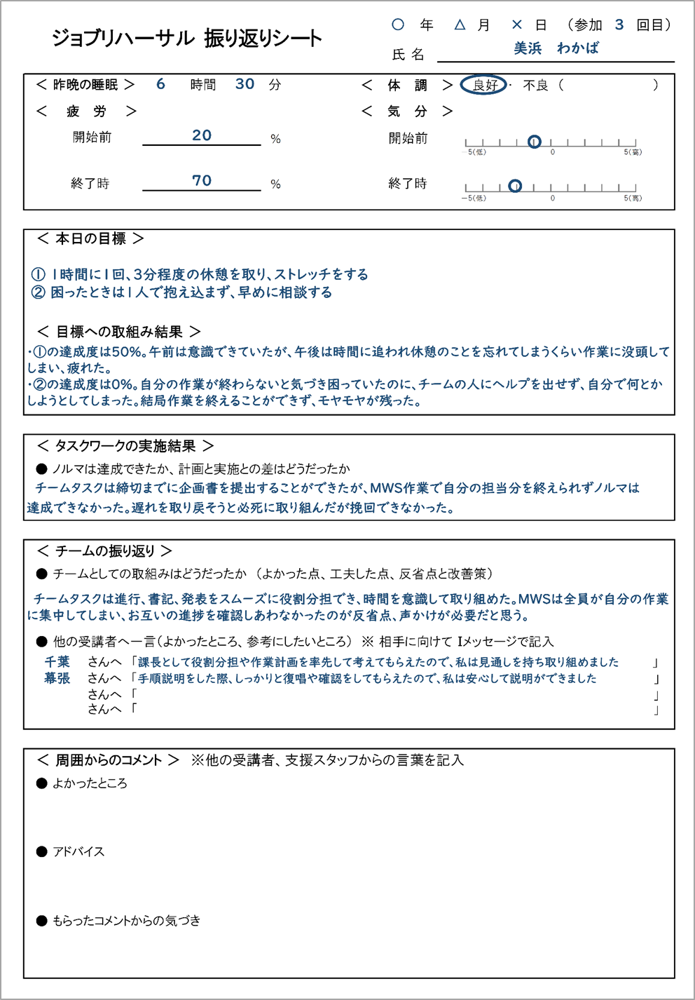 ジョブリハーサル 振り返りシート
○ 年 △ 月 × 日 （参加 3 回目）
氏 名 美浜 わかば
＜ 昨晩の睡眠 ＞ 6 時間 30 分 ＜ 体 調 ＞ 良好 ・ 不良（ ）
＜ 疲 労 ＞ ＜ 気 分 ＞
開始前 20 % 開始前
−5(低) 0 5(高)
終了時 70 % 終了時
−5(低) 0 5(高)
＜ 本日の目標 ＞
① 1時間に1回、3分程度の休憩を取り、ストレッチをする
② 困ったときは1人で抱え込まず、早めに相談する
＜ 目標への取組み結果 ＞
・①の達成度は50%。午前は意識できていたが、午後は時間に追われ休憩のことを忘れてしまうくらい作業に没頭して
しまい、疲れた。
・②の達成度は0%。自分の作業が終わらないと気づき困っていたのに、チームの人にヘルプを出せず、自分で何とか
しようとしてしまった。結局作業を終えることができず、モヤモヤが残った。
＜ タスクワークの実施結果 ＞
● ノルマは達成できたか、計画と実施との差はどうだったか
チームタスクは締切までに企画書を提出することができたが、MWS作業で自分の担当分を終えられずノルマは
達成できなかった。遅れを取り戻そうと必死に取り組んだが挽回できなかった。
＜ チームの振り返り ＞
● チームとしての取組みはどうだったか （よかった点、工夫した点、反省点と改善策）
チームタスクは進行、書記、発表をスムーズに役割分担でき、時間を意識して取り組めた。MWSは全員が自分の作業
に集中してしまい、お互いの進捗を確認しあわなかったのが反省点、声かけが必要だと思う。
● 他の受講者へ一言（よかったところ、参考にしたいところ） ※ 相手に向けて Iメッセージで記入
千葉 さんへ 「課長として役割分担や作業計画を率先して考えてもらえたので、私は見通しを持ち取り組めました 」
幕張 さんへ 「手順説明をした際、しっかりと復唱や確認をしてもらえたので、私は安心して説明ができました 」
さんへ 「 」
さんへ 「 」
＜ 周囲からのコメント ＞ ※他の受講者、支援スタッフからの言葉を記入
● よかったところ
● アドバイス
● もらったコメントからの気づき